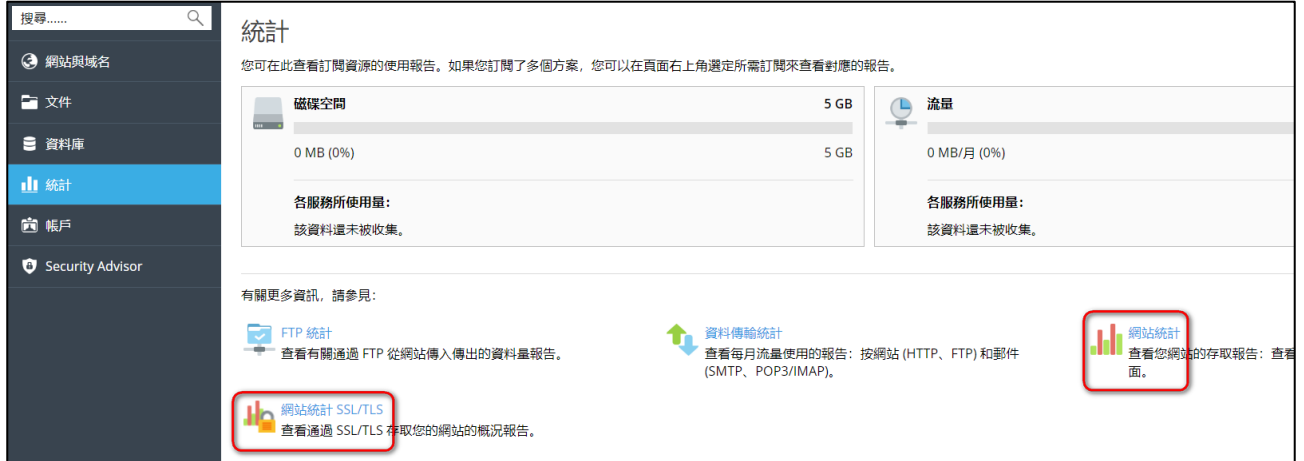 搜尋......
網站與域名
文件
資料庫
統計
帳戶
Security Advisor
統計
您可在此查看訂閱資源的使用報告。如果您訂閱了多個方案，您可以在頁面右上角選定所需訂閱來查看對應的報告。
磁碟空間 5 GB
0 MB (0%) 5 GB
各服務所使用量：
該資料還未被收集。
流量
0 MB/月 (0%)
各服務所使用量：
該資料還未被收集。
有關更多資訊，請參見：
FTP 統計
查看有關通過 FTP 從網站傳入傳出的資料量報告。
資料傳輸統計
查看每月流量使用的報告：按網站 (HTTP、FTP) 和郵件
(SMTP、POP3/IMAP)。
網站統計
查看您網站的存取報告：查看
面。
網站統計 SSL/TLS
查看通過 SSL/TLS 存取您的網站的概況報告。